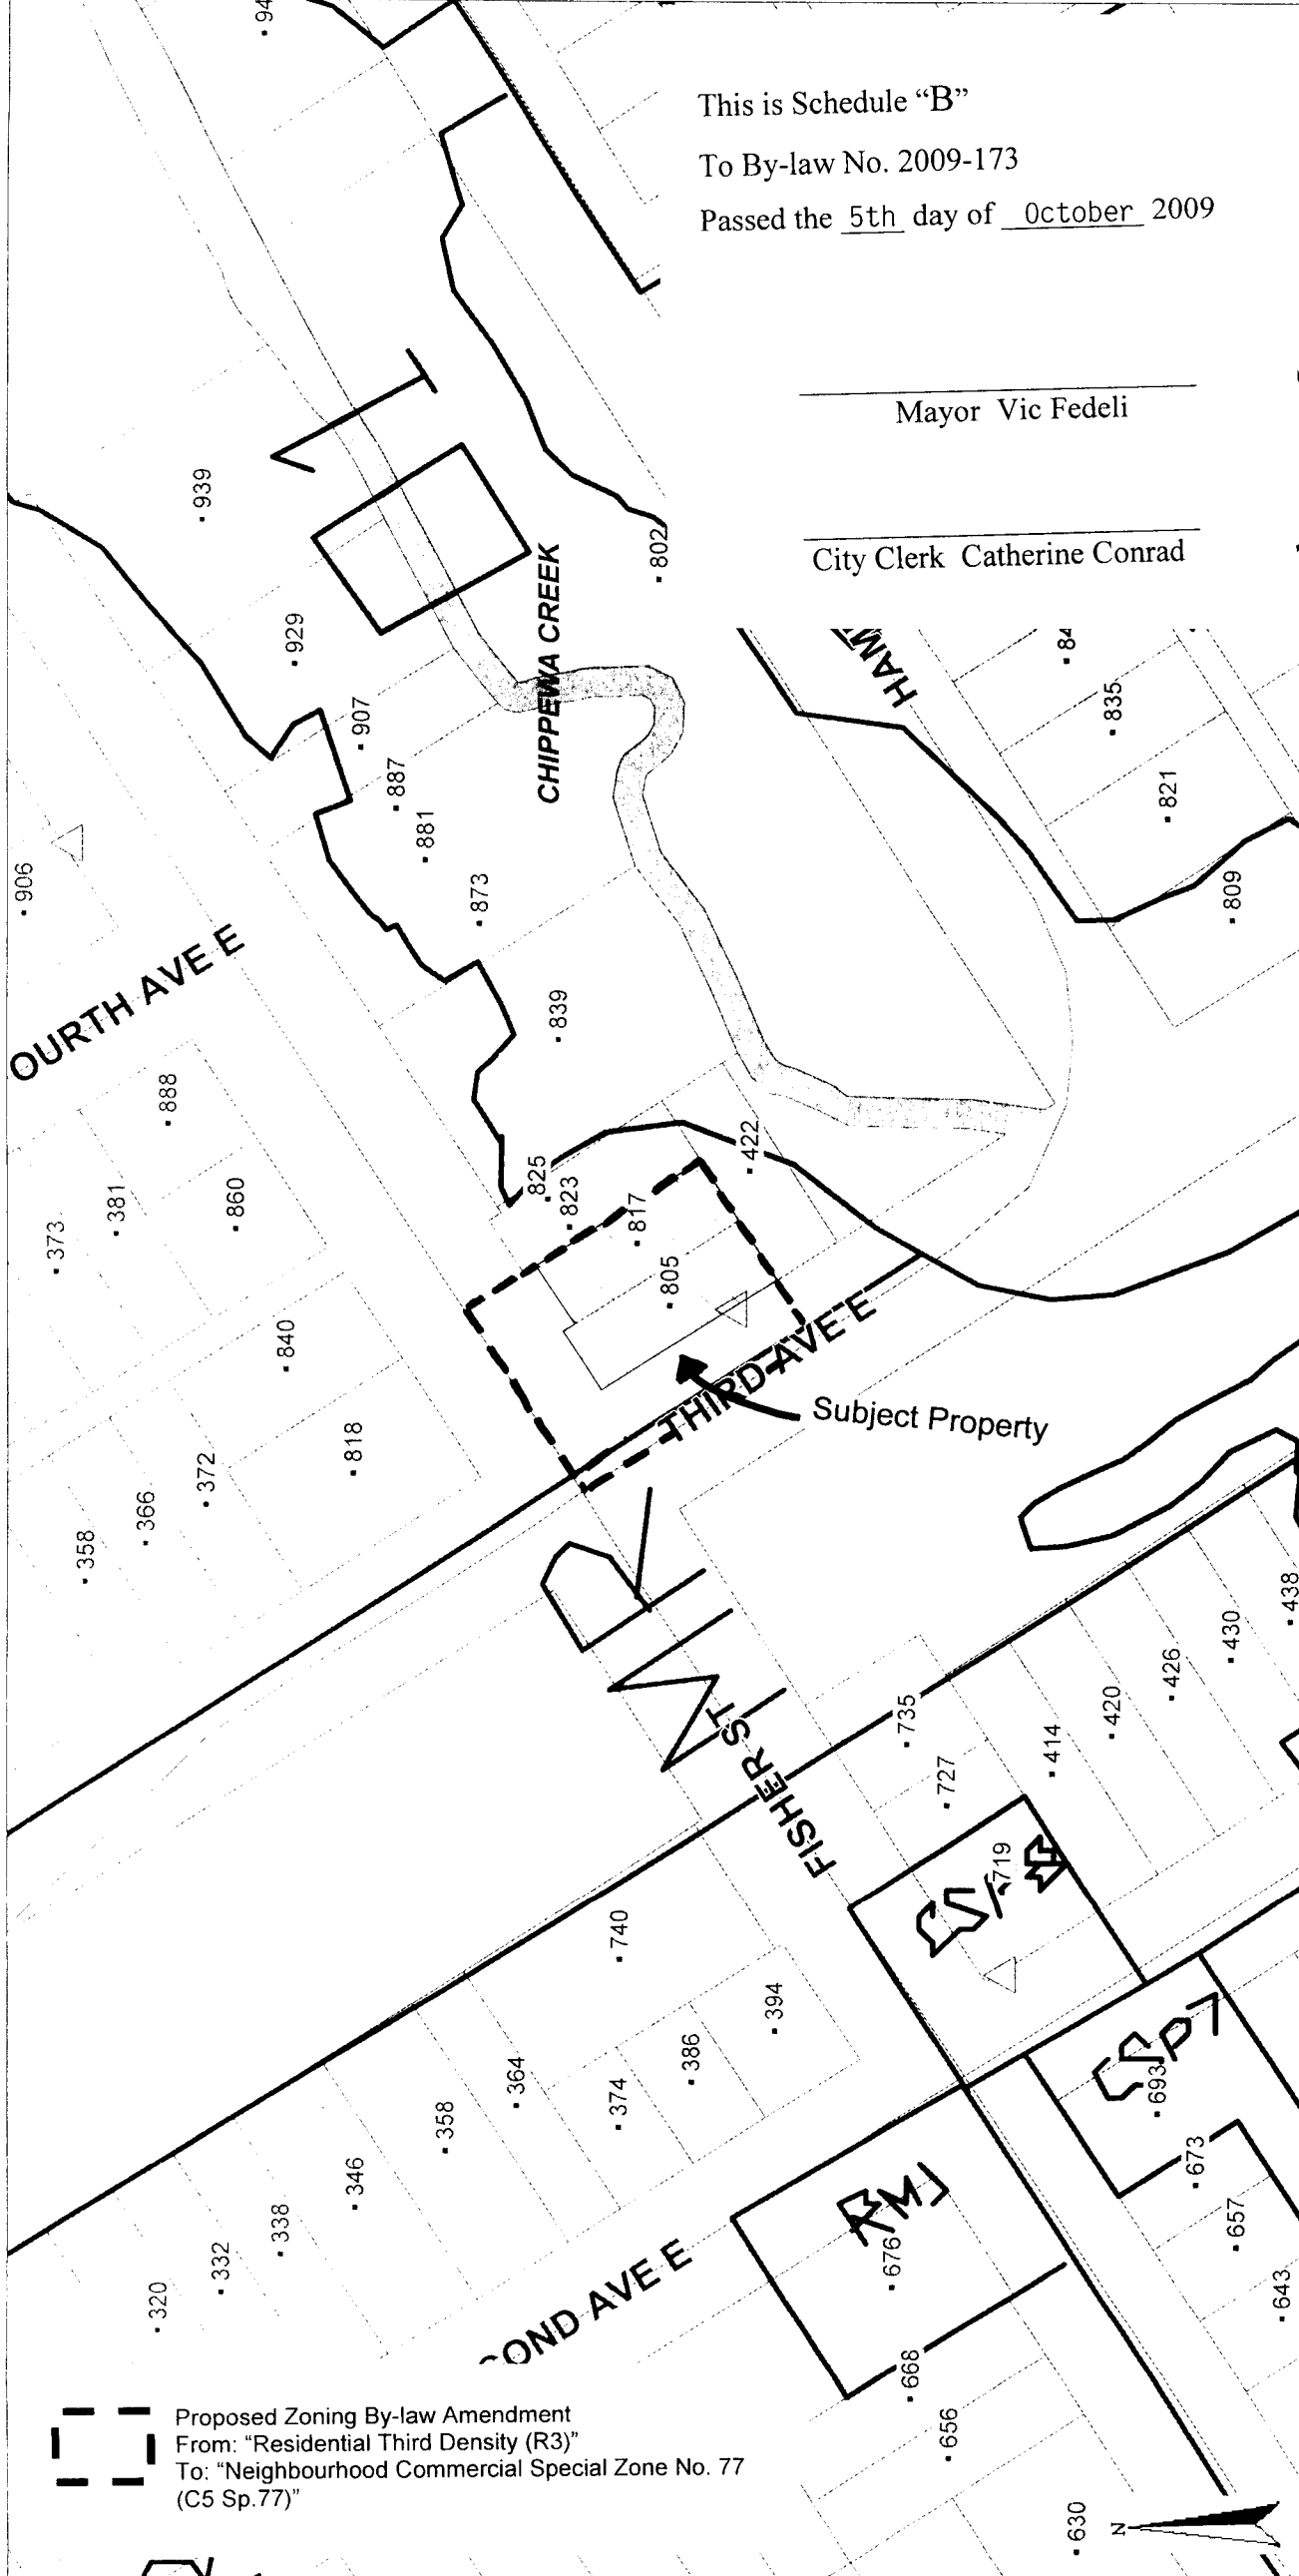 This is Schedule “B”
To By-law No. 2009-173
Passed the 5th day of October 2009
Mayor Vic Fedeli
City Clerk Catherine Conrad
94
939
929
907
887
881
873
839
802
CHIPPEWA CREEK
HAM
84
835
821
809
906
OURTH AVE E
888
381
860
373
840
818
372
366
358
825
823
817
805
422
THIRD AVE E
Subject Property
FISHER ST
735
727
719
414
420
426
430
438
740
394
386
374
364
358
346
338
332
320
693
C5P7
673
657
643
676
RM
668
656
630
OND AVE E
N
Proposed Zoning By-law Amendment
From: “Residential Third Density (R3)”
To: “Neighbourhood Commercial Special Zone No. 77
(C5 Sp.77)”